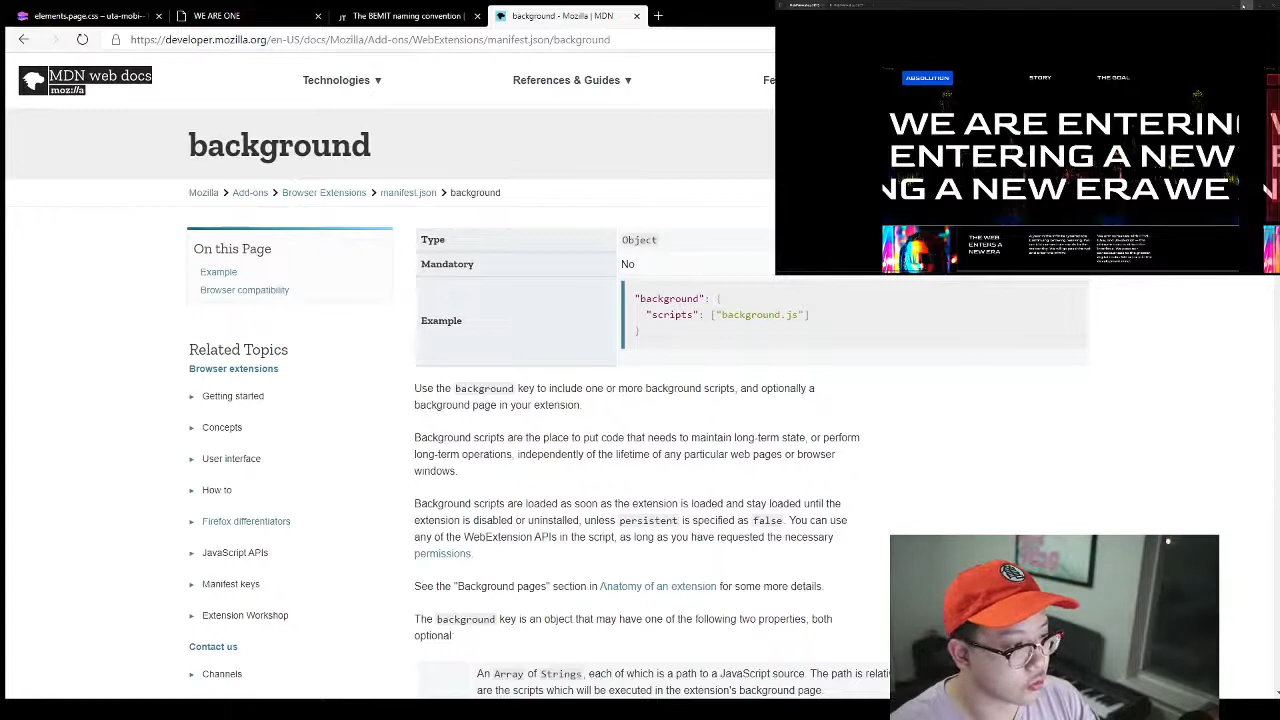 elements.page.css – uta-mobi-
WE ARE ONE
The BEMIT naming convention
background - Mozilla | MDN
https://developer.mozilla.org/en-US/docs/Mozilla/Add-ons/WebExtensions/manifest.json/background
MDN web docs
moz://a
Technologies ▼
References & Guides ▼
Fe
background
Mozilla > Add-ons > Browser Extensions > manifest.json > background
On this Page
Example
Browser compatibility
Related Topics
Browser extensions
Getting started
Concepts
User interface
How to
Firefox differentiators
JavaScript APIs
Manifest keys
Extension Workshop
Contact us
Channels
Type
Object
datory
No
Example
"background": {
"scripts": ["background.js"]
}
Use the background key to include one or more background scripts, and optionally a
background page in your extension.
Background scripts are the place to put code that needs to maintain long-term state, or perform
long-term operations, independently of the lifetime of any particular web pages or browser
windows.
Background scripts are loaded as soon as the extension is loaded and stay loaded until the
extension is disabled or uninstalled, unless persistent is specified as false. You can use
any of the WebExtension APIs in the script, as long as you have requested the necessary
permissions.
See the "Background pages" section in Anatomy of an extension for some more details.
The background key is an object that may have one of the following two properties, both
optional:
An Array of Strings, each of which is a path to a JavaScript source. The path is relati
are the scripts which will be executed in the extension's background page.
ABSOLUTION
STORY
THE GOAL
WE ARE ENTERING
ENTERING A NEW
NG A NEW ERA WE
THE WEB
ENTERS A
NEW ERA